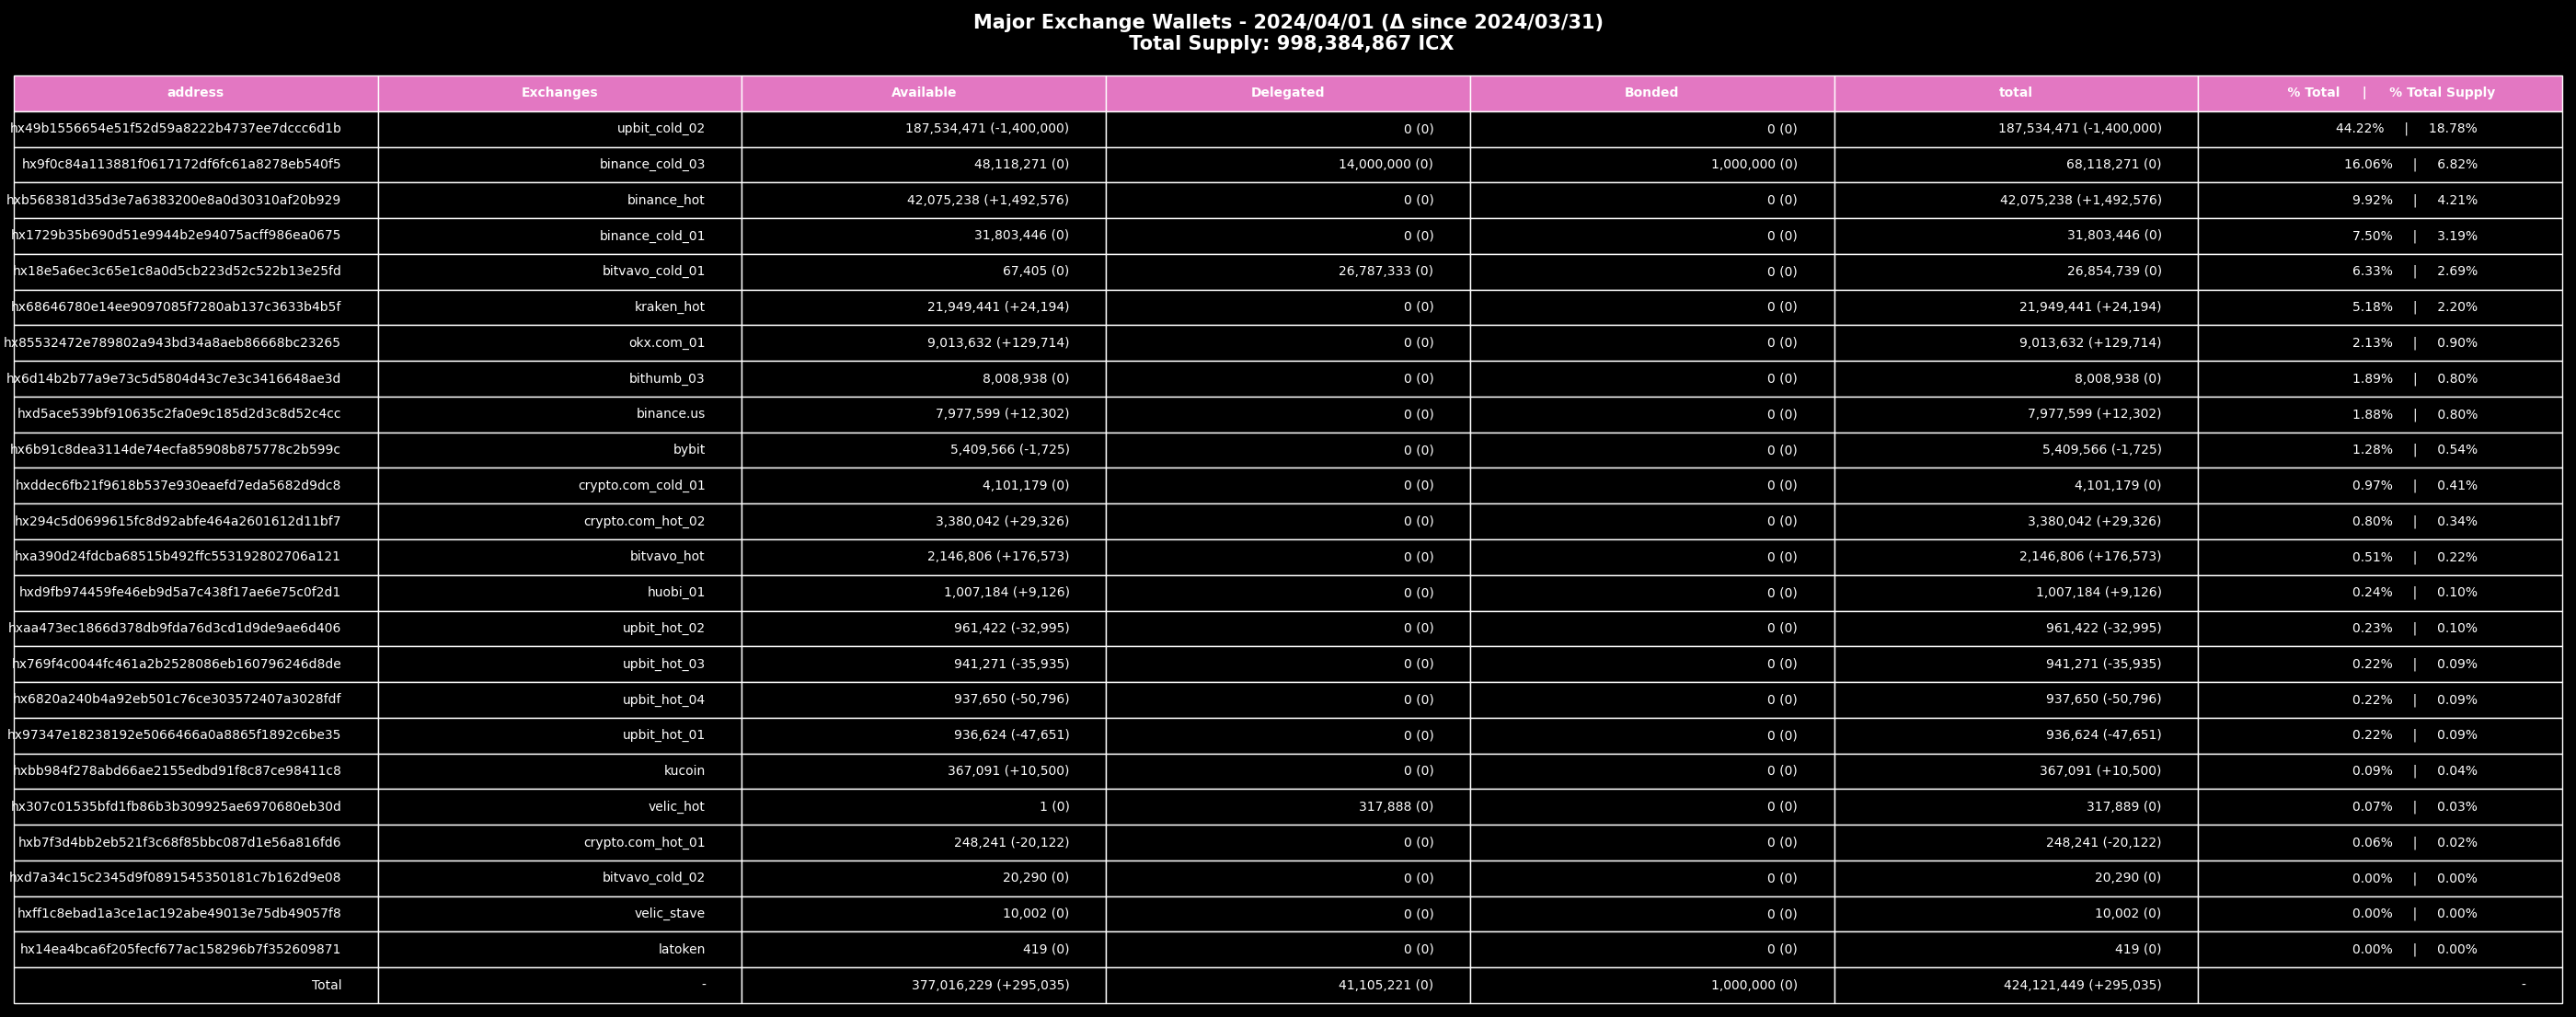 Major Exchange Wallets - 2024/04/01 (Δ since 2024/03/31)
Total Supply: 998,384,867 ICX
address Exchanges Available Delegated Bonded total % Total | % Total Supply
hx49b1556654e51f52d59a8222b4737ee7dccc6d1b upbit_cold_02 187,534,471 (-1,400,000) 0 (0) 0 (0) 187,534,471 (-1,400,000) 44.22% | 18.78%
hx9f0c84a113881f0617172df6fc61a8278eb540f5 binance_cold_03 48,118,271 (0) 14,000,000 (0) 1,000,000 (0) 68,118,271 (0) 16.06% | 6.82%
hxb568381d35d3e7a6383200e8a0d30310af20b929 binance_hot 42,075,238 (+1,492,576) 0 (0) 0 (0) 42,075,238 (+1,492,576) 9.92% | 4.21%
hx1729b35b690d51e9944b2e94075acff986ea0675 binance_cold_01 31,803,446 (0) 0 (0) 0 (0) 31,803,446 (0) 7.50% | 3.19%
hx18e5a6ec3c65e1c8a0d5cb223d52c522b13e25fd bitvavo_cold_01 67,405 (0) 26,787,333 (0) 0 (0) 26,854,739 (0) 6.33% | 2.69%
hx68646780e14ee9097085f7280ab137c3633b4b5f kraken_hot 21,949,441 (+24,194) 0 (0) 0 (0) 21,949,441 (+24,194) 5.18% | 2.20%
hx85532472e789802a943bd34a8aeb86668bc23265 okx.com_01 9,013,632 (+129,714) 0 (0) 0 (0) 9,013,632 (+129,714) 2.13% | 0.90%
hx6d14b2b77a9e73c5d5804d43c7e3c3416648ae3d bithumb_03 8,008,938 (0) 0 (0) 0 (0) 8,008,938 (0) 1.89% | 0.80%
hxd5ace539bf910635c2fa0e9c185d2d3c8d52c4cc binance.us 7,977,599 (+12,302) 0 (0) 0 (0) 7,977,599 (+12,302) 1.88% | 0.80%
hx6b91c8dea3114de74ecfa85908b875778c2b599c bybit 5,409,566 (-1,725) 0 (0) 0 (0) 5,409,566 (-1,725) 1.28% | 0.54%
hxddec6fb21f9618b537e930eaefd7eda5682d9dc8 crypto.com_cold_01 4,101,179 (0) 0 (0) 0 (0) 4,101,179 (0) 0.97% | 0.41%
hx294c5d0699615fc8d92abfe464a2601612d11bf7 crypto.com_hot_02 3,380,042 (+29,326) 0 (0) 0 (0) 3,380,042 (+29,326) 0.80% | 0.34%
hxa390d24fdcba68515b492ffc553192802706a121 bitvavo_hot 2,146,806 (+176,573) 0 (0) 0 (0) 2,146,806 (+176,573) 0.51% | 0.22%
hxd9fb974459fe46eb9d5a7c438f17ae6e75c0f2d1 huobi_01 1,007,184 (+9,126) 0 (0) 0 (0) 1,007,184 (+9,126) 0.24% | 0.10%
hxaa473ec1866d378db9fda76d3cd1d9de9ae6d406 upbit_hot_02 961,422 (-32,995) 0 (0) 0 (0) 961,422 (-32,995) 0.23% | 0.10%
hx769f4c0044fc461a2b2528086eb160796246d8de upbit_hot_03 941,271 (-35,935) 0 (0) 0 (0) 941,271 (-35,935) 0.22% | 0.09%
hx6820a240b4a92eb501c76ce303572407a3028fdf upbit_hot_04 937,650 (-50,796) 0 (0) 0 (0) 937,650 (-50,796) 0.22% | 0.09%
hx97347e18238192e5066466a0a8865f1892c6be35 upbit_hot_01 936,624 (-47,651) 0 (0) 0 (0) 936,624 (-47,651) 0.22% | 0.09%
hxbb984f278abd66ae2155edbd91f8c87ce98411c8 kucoin 367,091 (+10,500) 0 (0) 0 (0) 367,091 (+10,500) 0.09% | 0.04%
hx307c01535bfd1fb86b3b309925ae6970680eb30d velic_hot 1 (0) 317,888 (0) 0 (0) 317,889 (0) 0.07% | 0.03%
hxb7f3d4bb2eb521f3c68f85bbc087d1e56a816fd6 crypto.com_hot_01 248,241 (-20,122) 0 (0) 0 (0) 248,241 (-20,122) 0.06% | 0.02%
hxd7a34c15c2345d9f0891545350181c7b162d9e08 bitvavo_cold_02 20,290 (0) 0 (0) 0 (0) 20,290 (0) 0.00% | 0.00%
hxff1c8ebad1a3ce1ac192abe49013e75db49057f8 velic_stave 10,002 (0) 0 (0) 0 (0) 10,002 (0) 0.00% | 0.00%
hx14ea4bca6f205fecf677ac158296b7f352609871 latoken 419 (0) 0 (0) 0 (0) 419 (0) 0.00% | 0.00%
Total - 377,016,229 (+295,035) 41,105,221 (0) 1,000,000 (0) 424,121,449 (+295,035) -